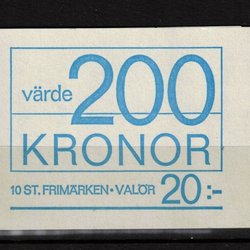 värde 200
KRONOR
10 ST. FRIMÄRKEN • VALÖR 20:-